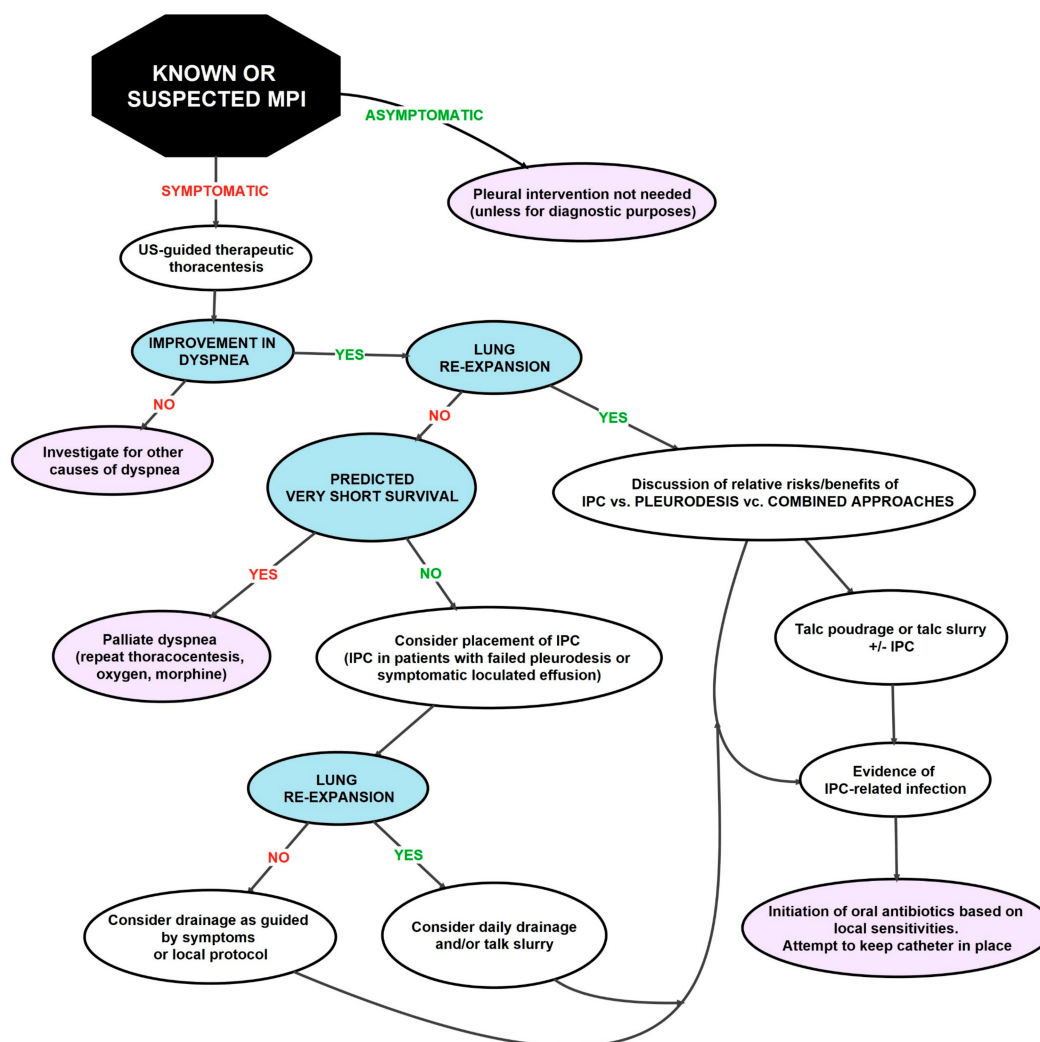 KNOWN OR
SUSPECTED MPI
ASYMPTOMATIC
SYMPTOMATIC
Pleural intervention not needed
(unless for diagnostic purposes)
US-guided therapeutic
thoracentesis
IMPROVEMENT IN
DYSPNEA
YES
LUNG
RE-EXPANSION
NO
NO
YES
Investigate for other
causes of dyspnea
PREDICTED
VERY SHORT SURVIVAL
Discussion of relative risks/benefits of
IPC vs. PLEURODESIS vc. COMBINED APPROACHES
YES
NO
Palliate dyspnea
(repeat thoracocentesis,
oxygen, morphine)
Consider placement of IPC
(IPC in patients with failed pleurodesis or
symptomatic loculated effusion)
Talc poudrage or talc slurry
+/- IPC
LUNG
RE-EXPANSION
Evidence of
IPC-related infection
NO
YES
Consider drainage as guided
by symptoms
or local protocol
Consider daily drainage
and/or talk slurry
Initiation of oral antibiotics based on
local sensitivities.
Attempt to keep catheter in place